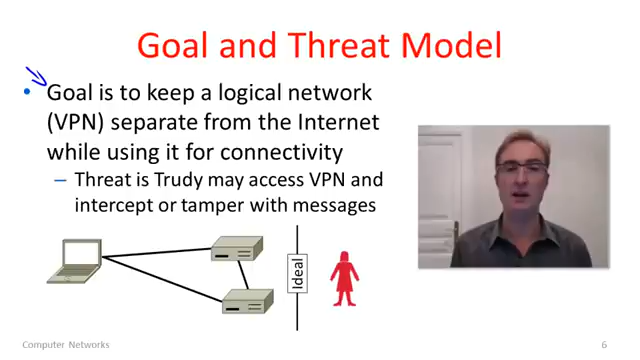 Goal and Threat Model
• Goal is to keep a logical network
(VPN) separate from the Internet
while using it for connectivity
– Threat is Trudy may access VPN and
intercept or tamper with messages
Ideal
Computer Networks
6